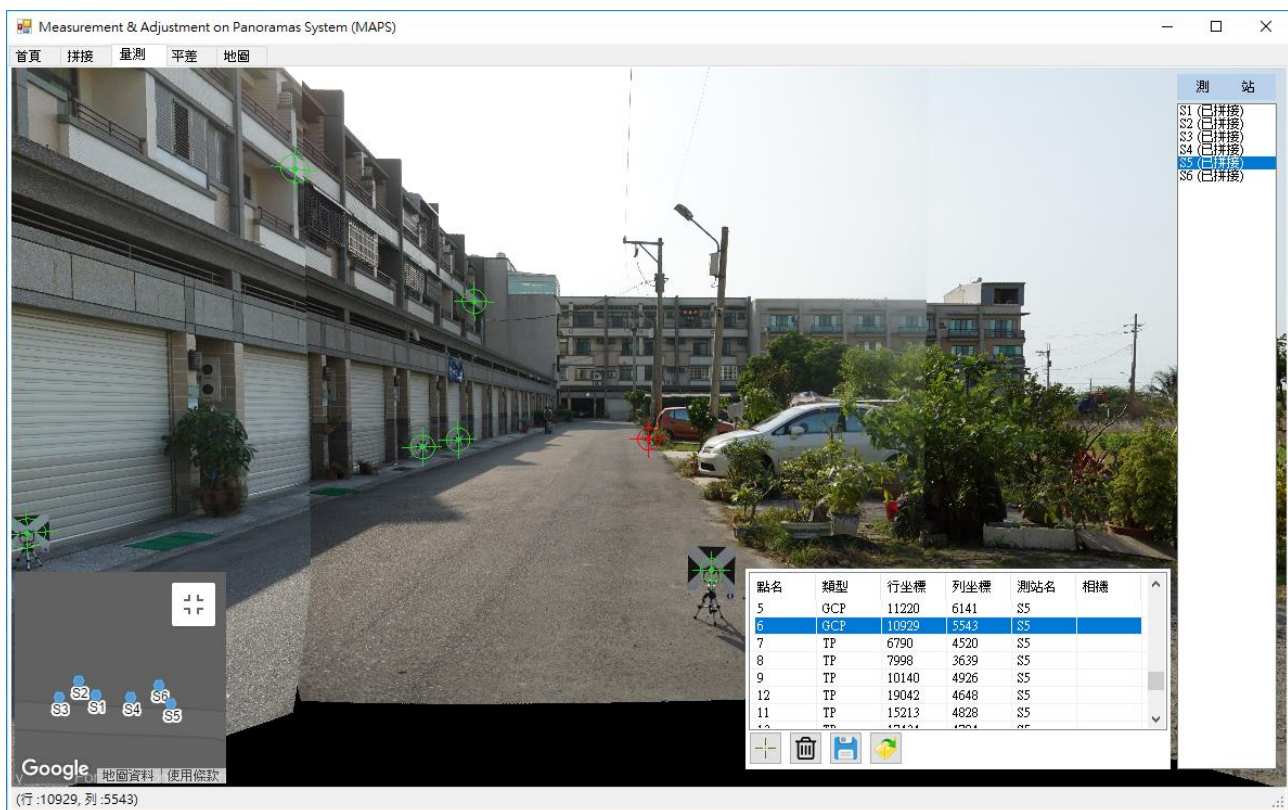 Measurement & Adjustment on Panoramas System (MAPS)
首頁 拼接 量測 平差 地圖
測 站
S1 (已拼接)
S2 (已拼接)
S3 (已拼接)
S4 (已拼接)
S5 (已拼接)
S6 (已拼接)
點名 類型 行坐標 列坐標 測站名 相機
5 GCP 11220 6141 S5
6 GCP 10929 5543 S5
7 TP 6790 4520 S5
8 TP 7998 3639 S5
9 TP 10140 4926 S5
12 TP 19042 4648 S5
11 TP 15213 4828 S5
S2
S6
S3
S1
S4
S5
Google
地圖資料 使用條款
(行 :10929, 列 :5543)